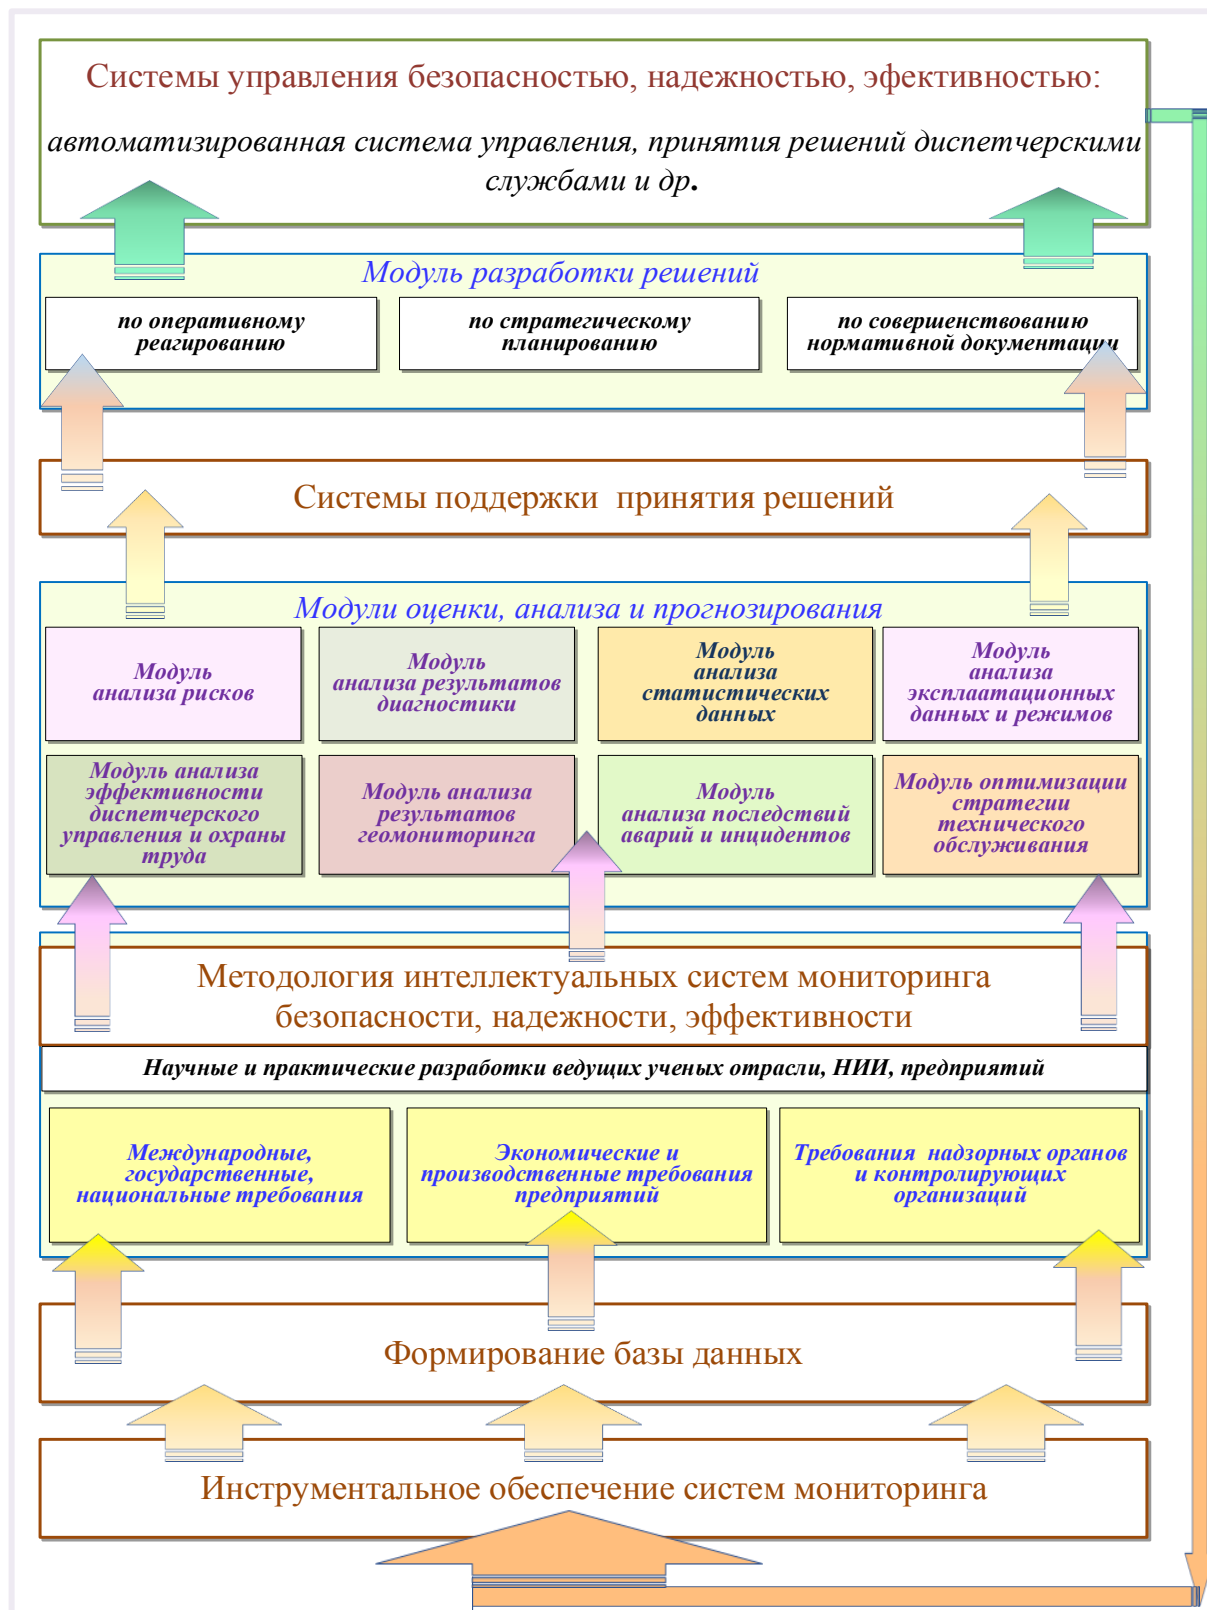 Системы управления безопасностью, надежностью, эфективностью:
автоматизированная система управления, принятия решений диспетчерскими
службами и др.
Модуль разработки решений
по оперативному
реагированию
по стратегическому
планированию
по совершенствованию
нормативной документации
Системы поддержки принятия решений
Модули оценки, анализа и прогнозирования
Модуль
анализа рисков
Модуль
анализа результатов
диагностики
Модуль
анализа
статистических
данных
Модуль
анализа
эксплаатационных
данных и режимов
Модуль анализа
эффективности
диспетчерского
управления и охраны
труда
Модуль анализа
результатов
геомониторинга
Модуль
анализа последствий
аварий и инцидентов
Модуль оптимизации
стратегии
технического
обслуживания
Методология интеллектуальных систем мониторинга
безопасности, надежности, эффективности
Научные и практические разработки ведущих ученых отрасли, НИИ, предприятий
Международные,
государственные,
национальные требования
Экономические и
производственные требования
предприятий
Требования надзорных органов
и контролирующих
организаций
Формирование базы данных
Инструментальное обеспечение систем мониторинга